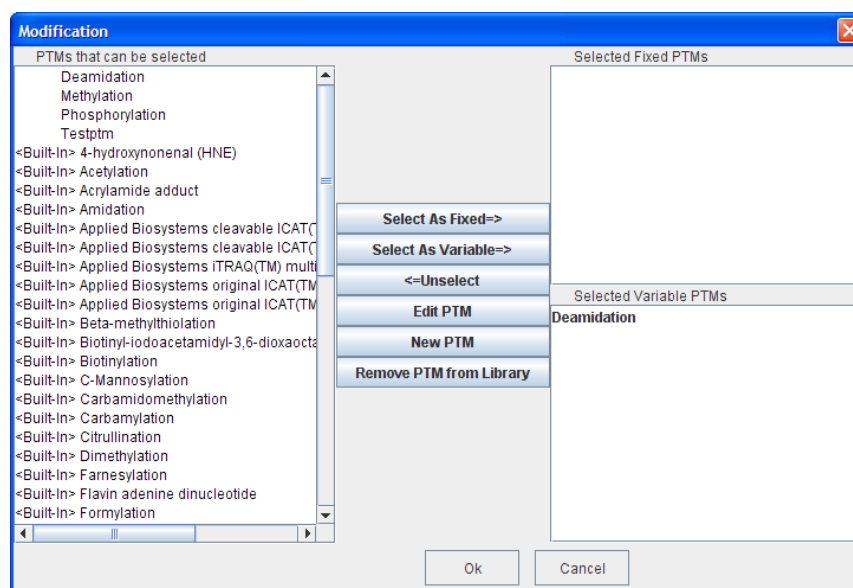 Modification
PTMs that can be selected
Deamidation
Methylation
Phosphorylation
Testptm
<Built-In> 4-hydroxynonenal (HNE)
<Built-In> Acetylation
<Built-In> Acrylamide adduct
<Built-In> Amidation
<Built-In> Applied Biosystems cleavable ICAT(T
<Built-In> Applied Biosystems cleavable ICAT(T
<Built-In> Applied Biosystems iTRAQ(TM) multi
<Built-In> Applied Biosystems original ICAT(TM
<Built-In> Applied Biosystems original ICAT(TM
<Built-In> Beta-methylthiolation
<Built-In> Biotinyl-iodoacetamidyl-3,6-dioxaocta
<Built-In> Biotinylation
<Built-In> C-Mannosylation
<Built-In> Carbamidomethylation
<Built-In> Carbamylation
<Built-In> Citrullination
<Built-In> Dimethylation
<Built-In> Farnesylation
<Built-In> Flavin adenine dinucleotide
<Built-In> Formylation
Select As Fixed=>
Select As Variable=>
<=Unselect
Edit PTM
New PTM
Remove PTM from Library
Selected Fixed PTMs
Selected Variable PTMs
Deamidation
Ok
Cancel